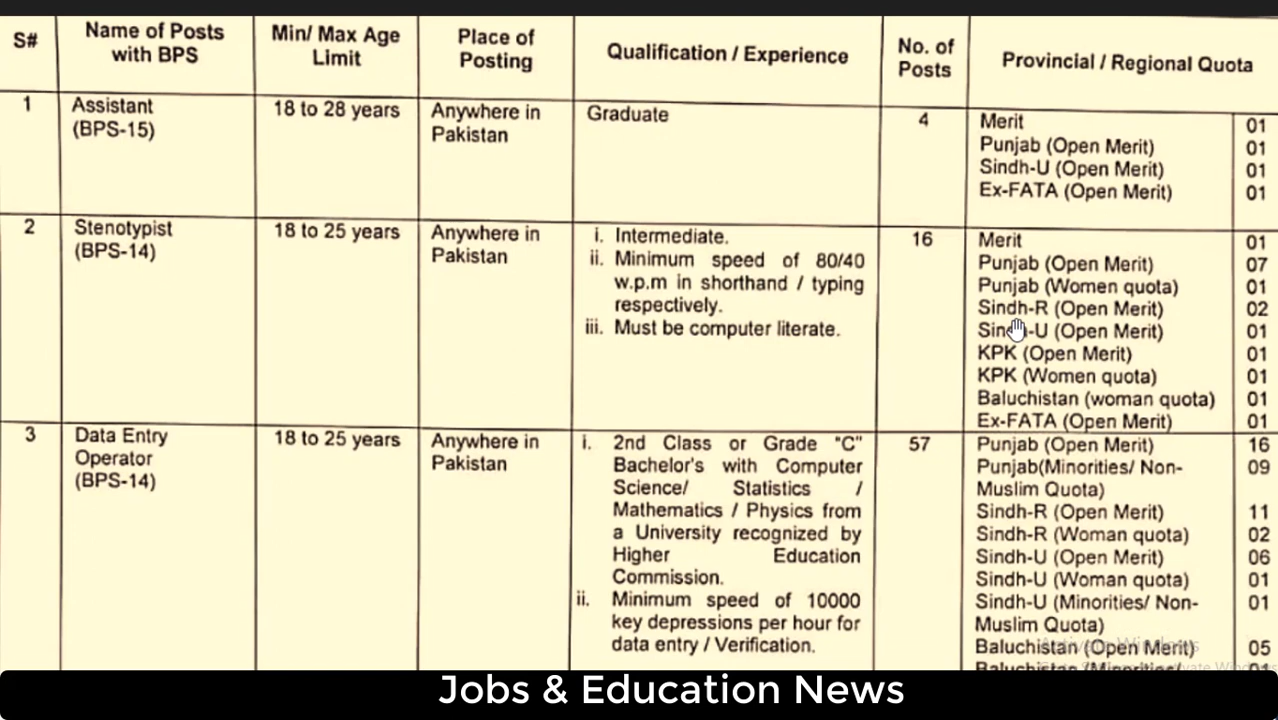 S#
Name of Posts with BPS
Min/ Max Age Limit
Place of Posting
Qualification / Experience
No. of Posts
Provincial / Regional Quota
1
Assistant
(BPS-15)
18 to 28 years
Anywhere in
Pakistan
Graduate
4
Merit 01
Punjab (Open Merit) 01
Sindh-U (Open Merit) 01
Ex-FATA (Open Merit) 01
2
Stenotypist
(BPS-14)
18 to 25 years
Anywhere in
Pakistan
i. Intermediate.
ii. Minimum speed of 80/40
w.p.m in shorthand / typing
respectively.
iii. Must be computer literate.
16
Merit 01
Punjab (Open Merit) 07
Punjab (Women quota) 01
Sindh-R (Open Merit) 02
Sindh-U (Open Merit) 01
KPK (Open Merit) 01
KPK (Women quota) 01
Baluchistan (woman quota) 01
Ex-FATA (Open Merit) 01
3
Data Entry
Operator
(BPS-14)
18 to 25 years
Anywhere in
Pakistan
i. 2nd Class or Grade "C"
Bachelor's with Computer
Science/ Statistics /
Mathematics / Physics from
a University recognized by
Higher Education
Commission.
ii. Minimum speed of 10000
key depressions per hour for
data entry / Verification.
57
Punjab (Open Merit) 16
Punjab(Minorities/ Non- 09
Muslim Quota)
Sindh-R (Open Merit) 11
Sindh-R (Woman quota) 02
Sindh-U (Open Merit) 06
Sindh-U (Woman quota) 01
Sindh-U (Minorities/ Non- 01
Muslim Quota)
Activate Windows
Baluchistan (Open Merit) 05
Jobs & Education News